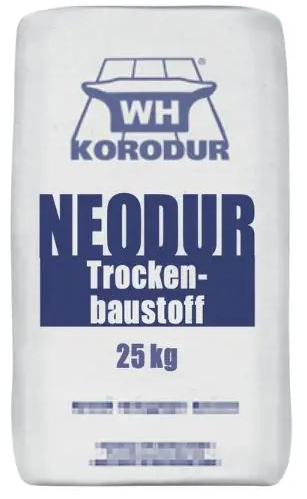 ®
WH
KORODUR
NEODUR
Trocken-
baustoff
25 kg